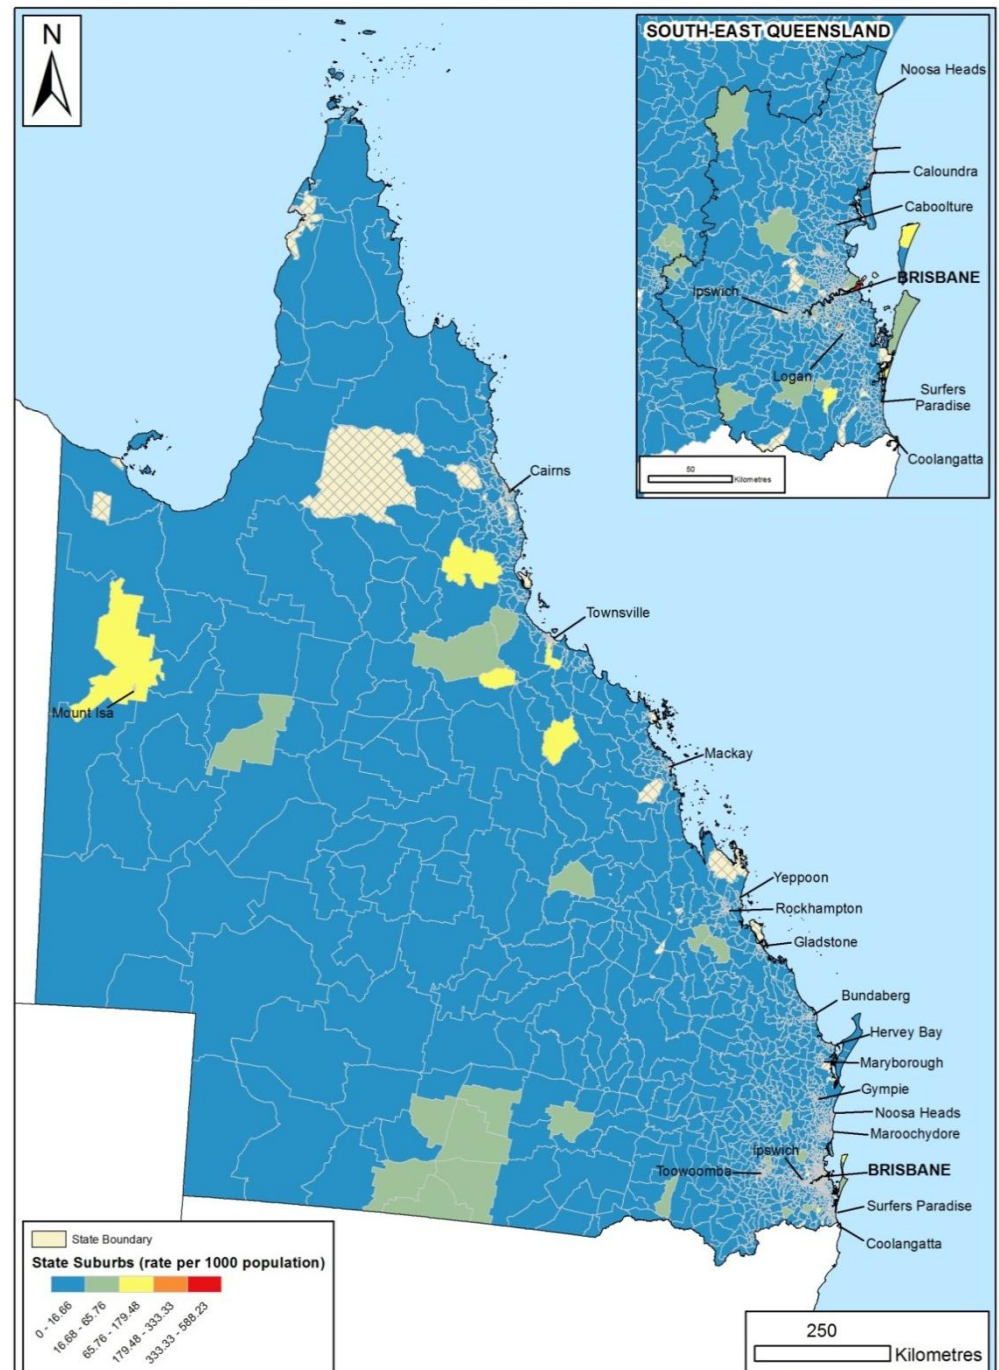 N
SOUTH-EAST QUEENSLAND
Noosa Heads
Caloundra
Caboolture
BRISBANE
Ipswich
Logan
Surfers
Paradise
Coolangatta
50
Kilometres
Cairns
Townsville
Mount Isa
Mackay
Yeppoon
Rockhampton
Gladstone
Bundaberg
Hervey Bay
Maryborough
Gympie
Noosa Heads
Maroochydore
Ipswich
Toowoomba
BRISBANE
Surfers Paradise
Coolangatta
State Boundary
State Suburbs (rate per 1000 population)
0 - 16.66
16.68 - 65.76
65.76 - 179.48
179.48 - 333.33
333.33 - 588.23
250
Kilometres